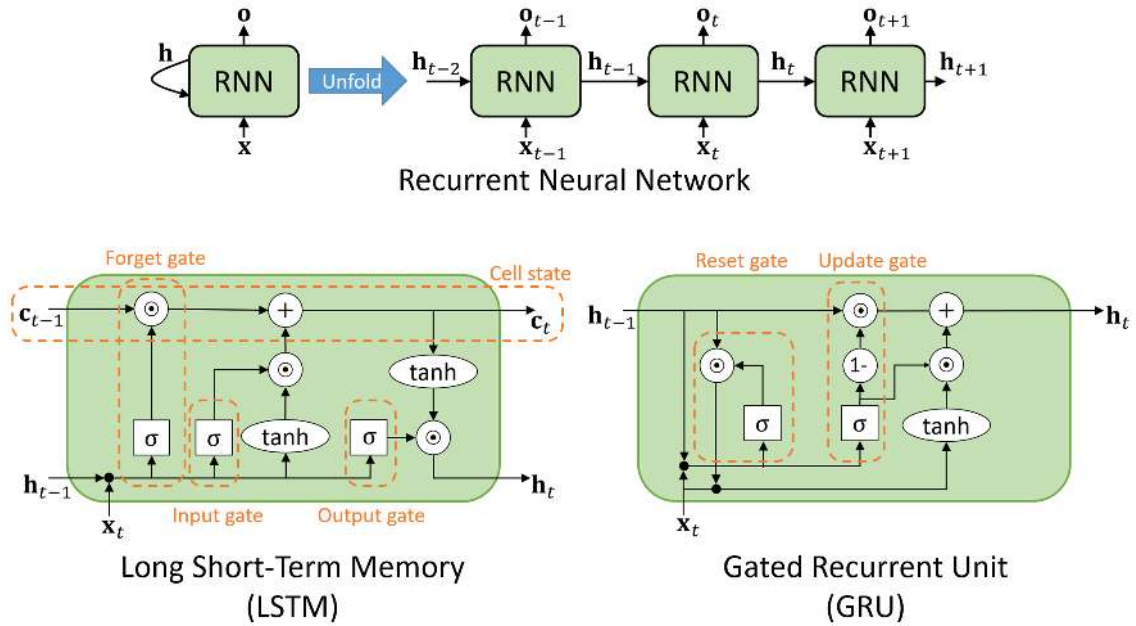 o
h
RNN
x
Unfold
o_{t-1} o_t o_{t+1}
h_{t-2} h_{t-1} h_t h_{t+1}
RNN RNN RNN
x_{t-1} x_t x_{t+1}
Recurrent Neural Network
Forget gate
Cell state
c_{t-1} c_t
+
tanh
σ σ tanh σ
h_{t-1} h_t
x_t
Input gate Output gate
Long Short-Term Memory
(LSTM)
Reset gate Update gate
h_{t-1} h_t
+
1-
σ σ tanh
x_t
Gated Recurrent Unit
(GRU)